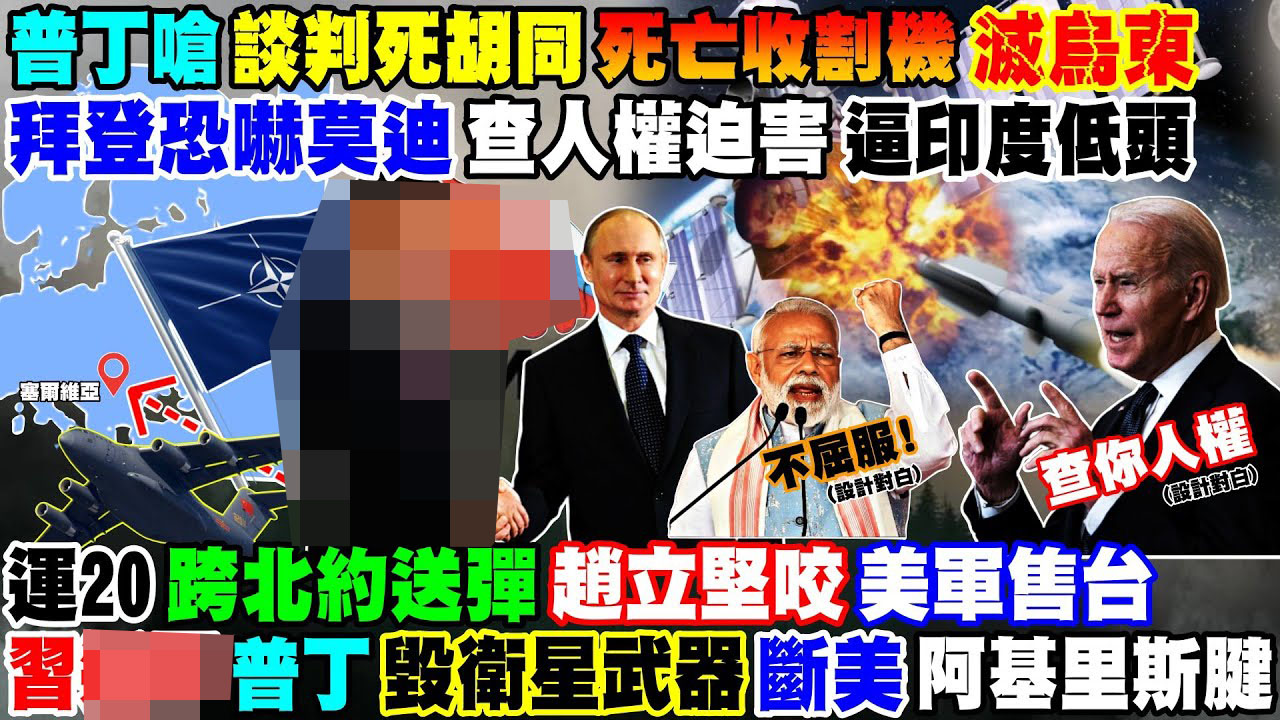 普丁嗆 談判死胡同 死亡收割機 滅烏東
拜登恐嚇莫迪 查人權迫害 逼印度低頭
塞爾維亞
不屈服！
(設計對白)
查你人權
(設計對白)
運20 跨北約送彈 趙立堅咬 美軍售台
習 普丁 毀衛星武器 斷美 阿基里斯腱